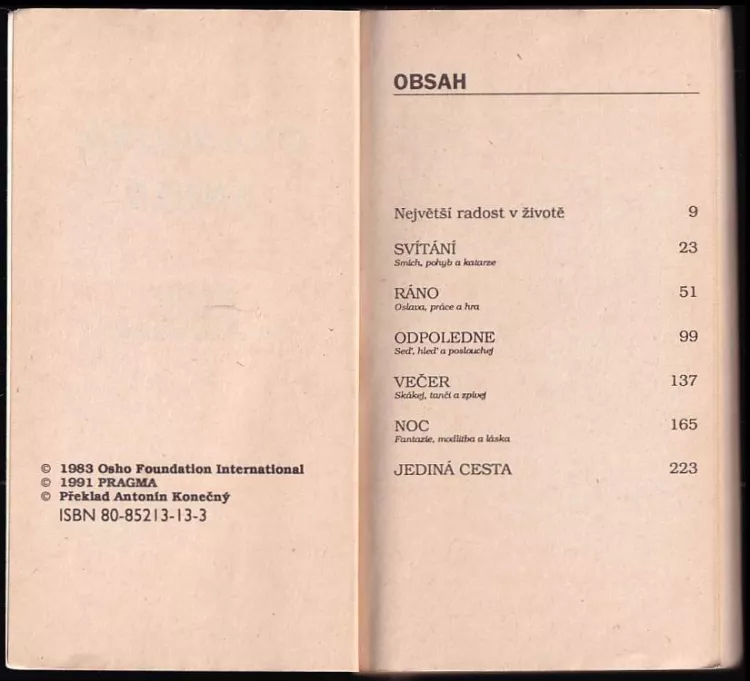 © 1983 Osho Foundation International
© 1991 PRAGMA
© Překlad Antonín Konečný
ISBN 80-85213-13-3
OBSAH
Největší radost v životě 9
SVÍTÁNÍ 23
Smích, pohyb a katarze
RÁNO 51
Oslava, práce a hra
ODPOLEDNE 99
Seď, hleď a poslouchej
VEČER 137
Skákej, tanči a zpívej
NOC 165
Fantazie, modlitba a láska
JEDINÁ CESTA 223